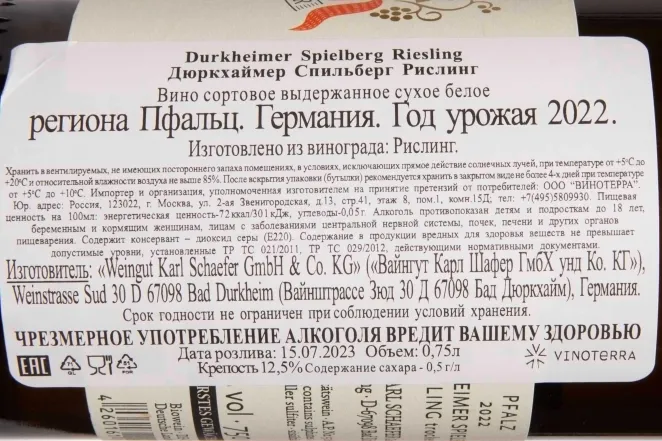 Durkheimer Spielberg Riesling
Дюркхаймер Спильберг Рислинг
Вино сортовое выдержанное сухое белое
региона Пфальц. Германия. Год урожая 2022.
Изготовлено из винограда: Рислинг.
Хранить в вентилируемых, не имеющих постороннего запаха помещениях, в условиях, исключающих прямое действие солнечных лучей, при температуре от +5°С до
+20°С и относительной влажности воздуха не выше 85%. После вскрытия упаковки (бутылки) рекомендуется хранить в закрытом виде не более 4-х дней при температуре
от +5°С до +10°С. Импортер и организация, уполномоченная изготовителем на принятие претензий от потребителей: ООО "ВИНОТЕРРА".
Юр. адрес: Россия, 123022, г. Москва, ул. 2-ая Звенигородская, д.13, стр.41, этаж 8, пом.1, комн.15Д; тел: +7(495)5809930. Пищевая
ценность на 100мл: энергетическая ценность-72 ккал/301 кДж, углеводы-0,05г. Алкоголь противопоказан детям и подросткам до 18 лет,
беременным и кормящим женщинам, лицам с заболеваниями центральной нервной системы, почек, печени и других органов
пищеварения. Содержит консервант – диоксид серы (E220). Содержание в продукции вредных для здоровья веществ не превышает
допустимые уровни, установленные ТР ТС 021/2011, ТР ТС 029/2012, действующими нормативными документами.
Изготовитель: «Weingut Karl Schaefer GmbH & Co. KG» («Вайнгут Карл Шафер ГмбХ унд Ко. КГ»),
Weinstrasse Sud 30 D 67098 Bad Durkheim (Вайнштрассе Зюд 30 Д 67098 Бад Дюркхайм), Германия.
Срок годности не ограничен при соблюдении условий хранения.
ЧРЕЗМЕРНОЕ УПОТРЕБЛЕНИЕ АЛКОГОЛЯ ВРЕДИТ ВАШЕМУ ЗДОРОВЬЮ
Дата розлива: 15.07.2023 Объем: 0,75л
Крепость 12,5% Содержание сахара - 0,5 г/л
EAC
VINOTERRA
PFALZ
2022